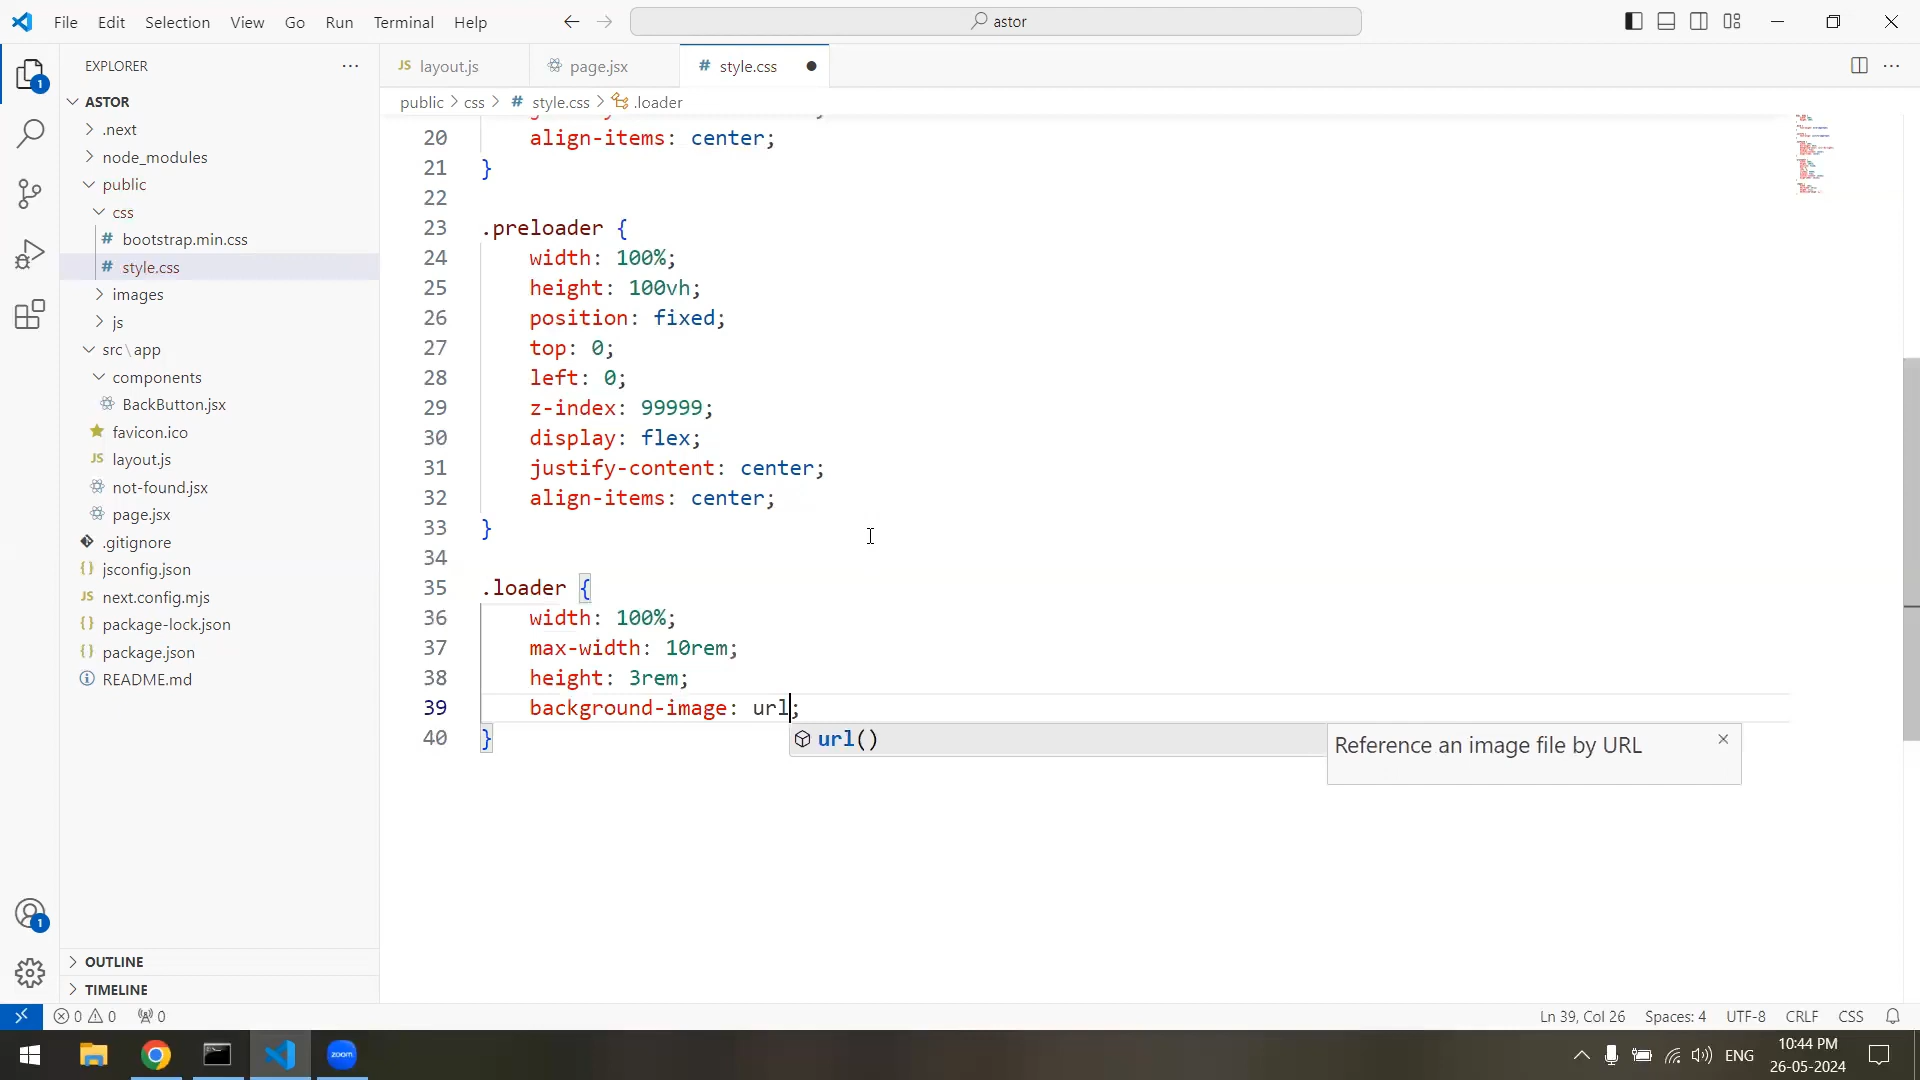 File Edit Selection View Go Run Terminal Help
astor
EXPLORER
1
ASTOR
.next
node_modules
public
css
# bootstrap.min.css
# style.css
images
js
src\app
components
BackButton.jsx
favicon.ico
JS layout.js
not-found.jsx
page.jsx
.gitignore
{} jsconfig.json
JS next.config.mjs
{} package-lock.json
{} package.json
README.md
OUTLINE
TIMELINE
1
JS layout.js
page.jsx
# style.css
public > css > # style.css > .loader
20 align-items: center;
21 }
22
23 .preloader {
24 width: 100%;
25 height: 100vh;
26 position: fixed;
27 top: 0;
28 left: 0;
29 z-index: 99999;
30 display: flex;
31 justify-content: center;
32 align-items: center;
33 }
34
35 .loader {
36 width: 100%;
37 max-width: 10rem;
38 height: 3rem;
39 background-image: url;
40 }
url()
Reference an image file by URL
0 0 0
Ln 39, Col 26 Spaces: 4 UTF-8 CRLF CSS
zoom
ENG
10:44 PM
26-05-2024